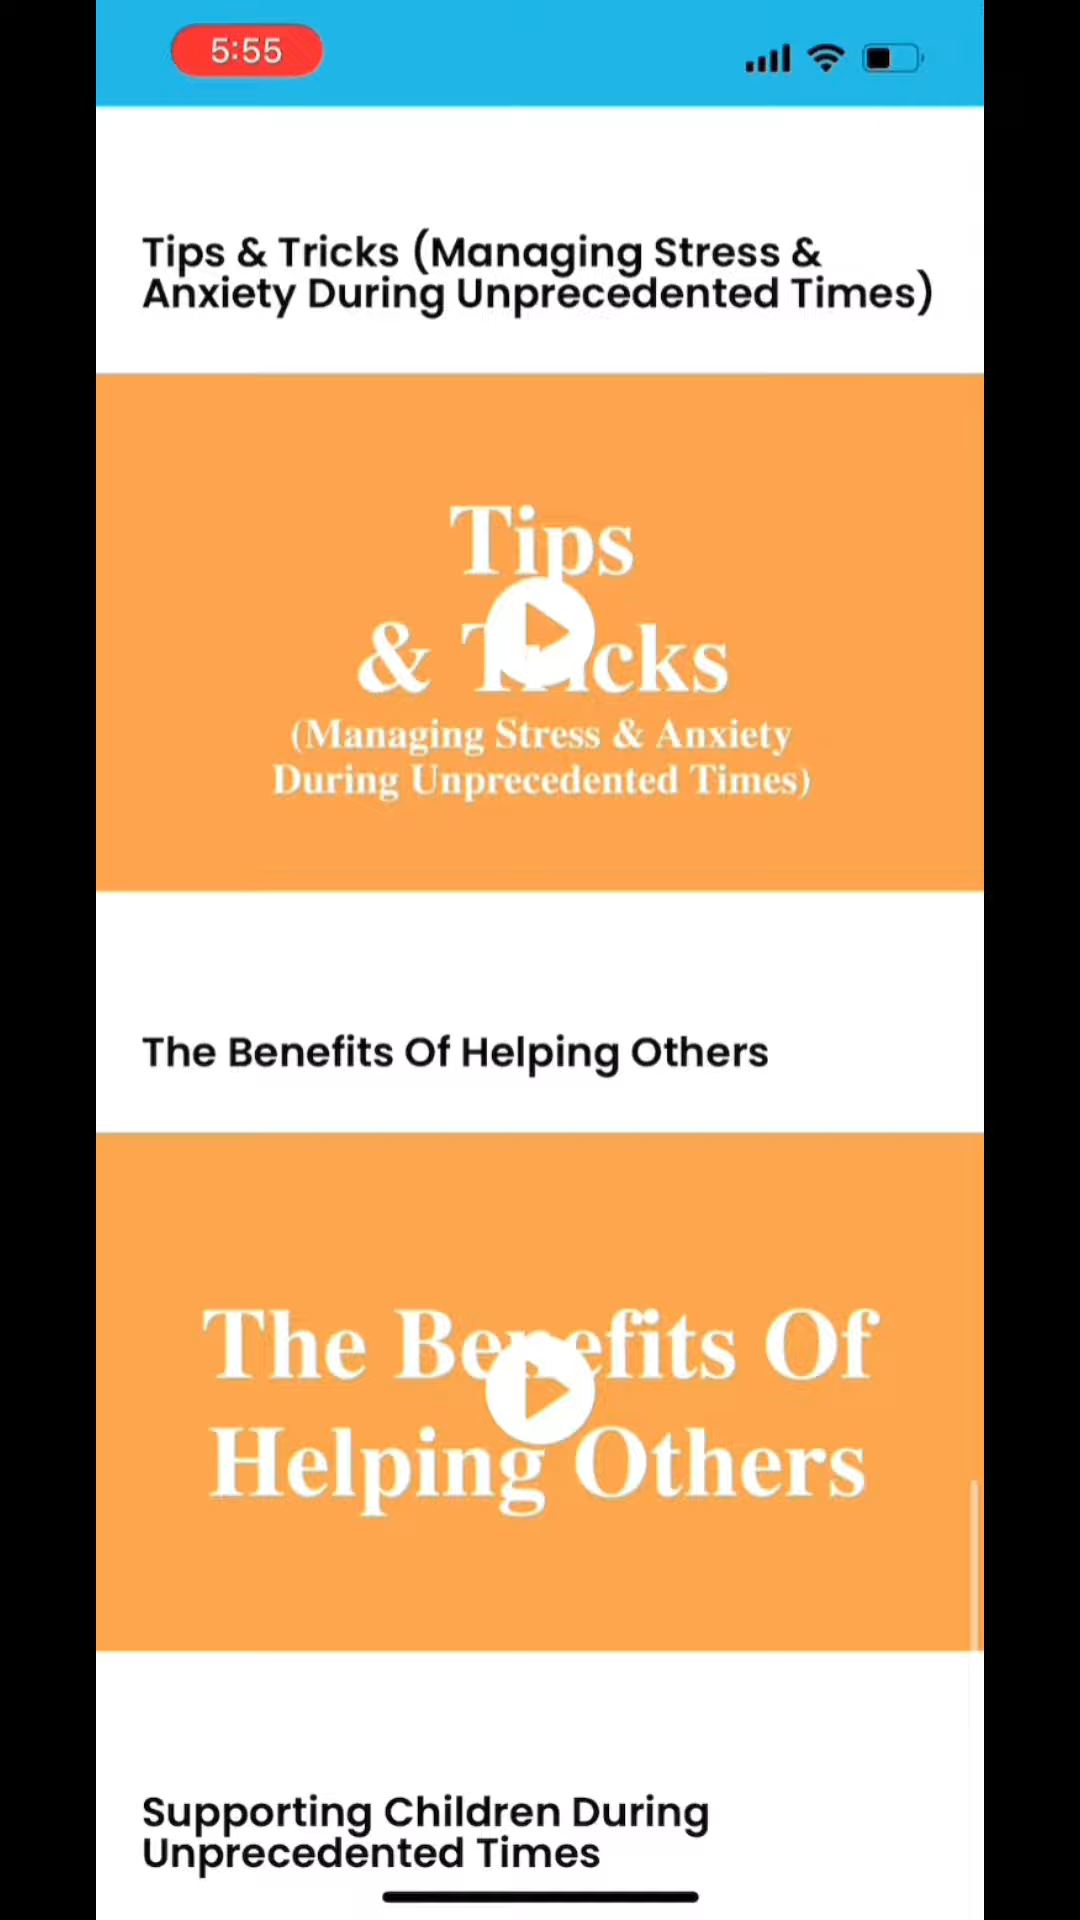 5:55
Tips & Tricks (Managing Stress &
Anxiety During Unprecedented Times)
Tips
& Tricks
(Managing Stress & Anxiety
During Unprecedented Times)
The Benefits Of Helping Others
The Benefits Of
Helping Others
Supporting Children During
Unprecedented Times